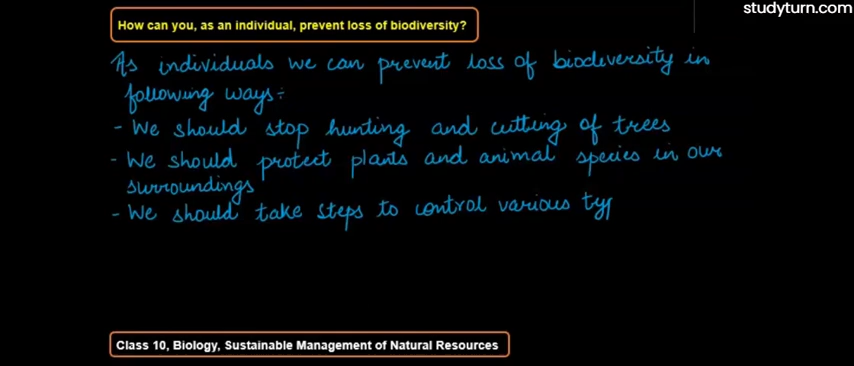 studyturn.com
How can you, as an individual, prevent loss of biodiversity?
As individuals we can prevent loss of biodiversity in
following ways:-
- We should stop hunting and cutting of trees
- We should protect plants and animal species in our
surroundings
- We should take steps to control various typ
Class 10, Biology, Sustainable Management of Natural Resources